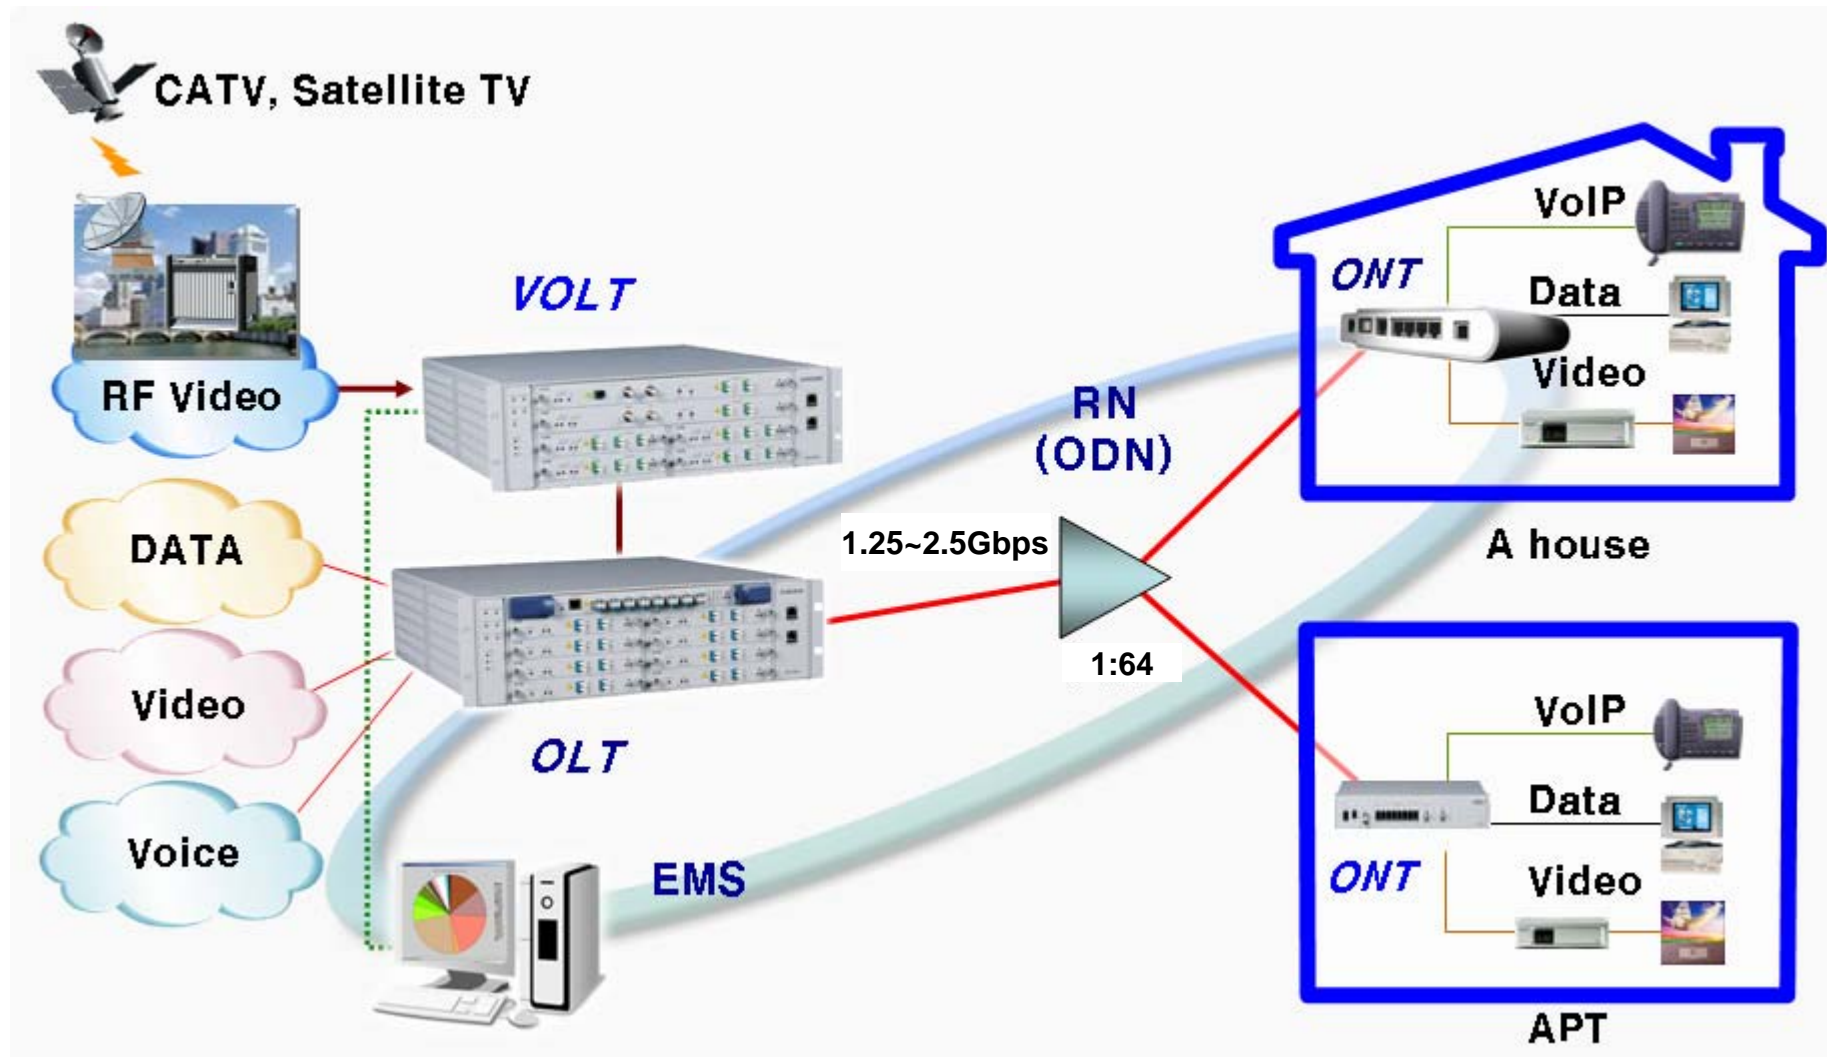 CATV, Satellite TV
RF Video
DATA
Video
Voice
VOLT
OLT
EMS
RN
(ODN)
1.25~2.5Gbps
1:64
ONT
VoIP
Data
Video
A house
VoIP
Data
ONT
Video
APT